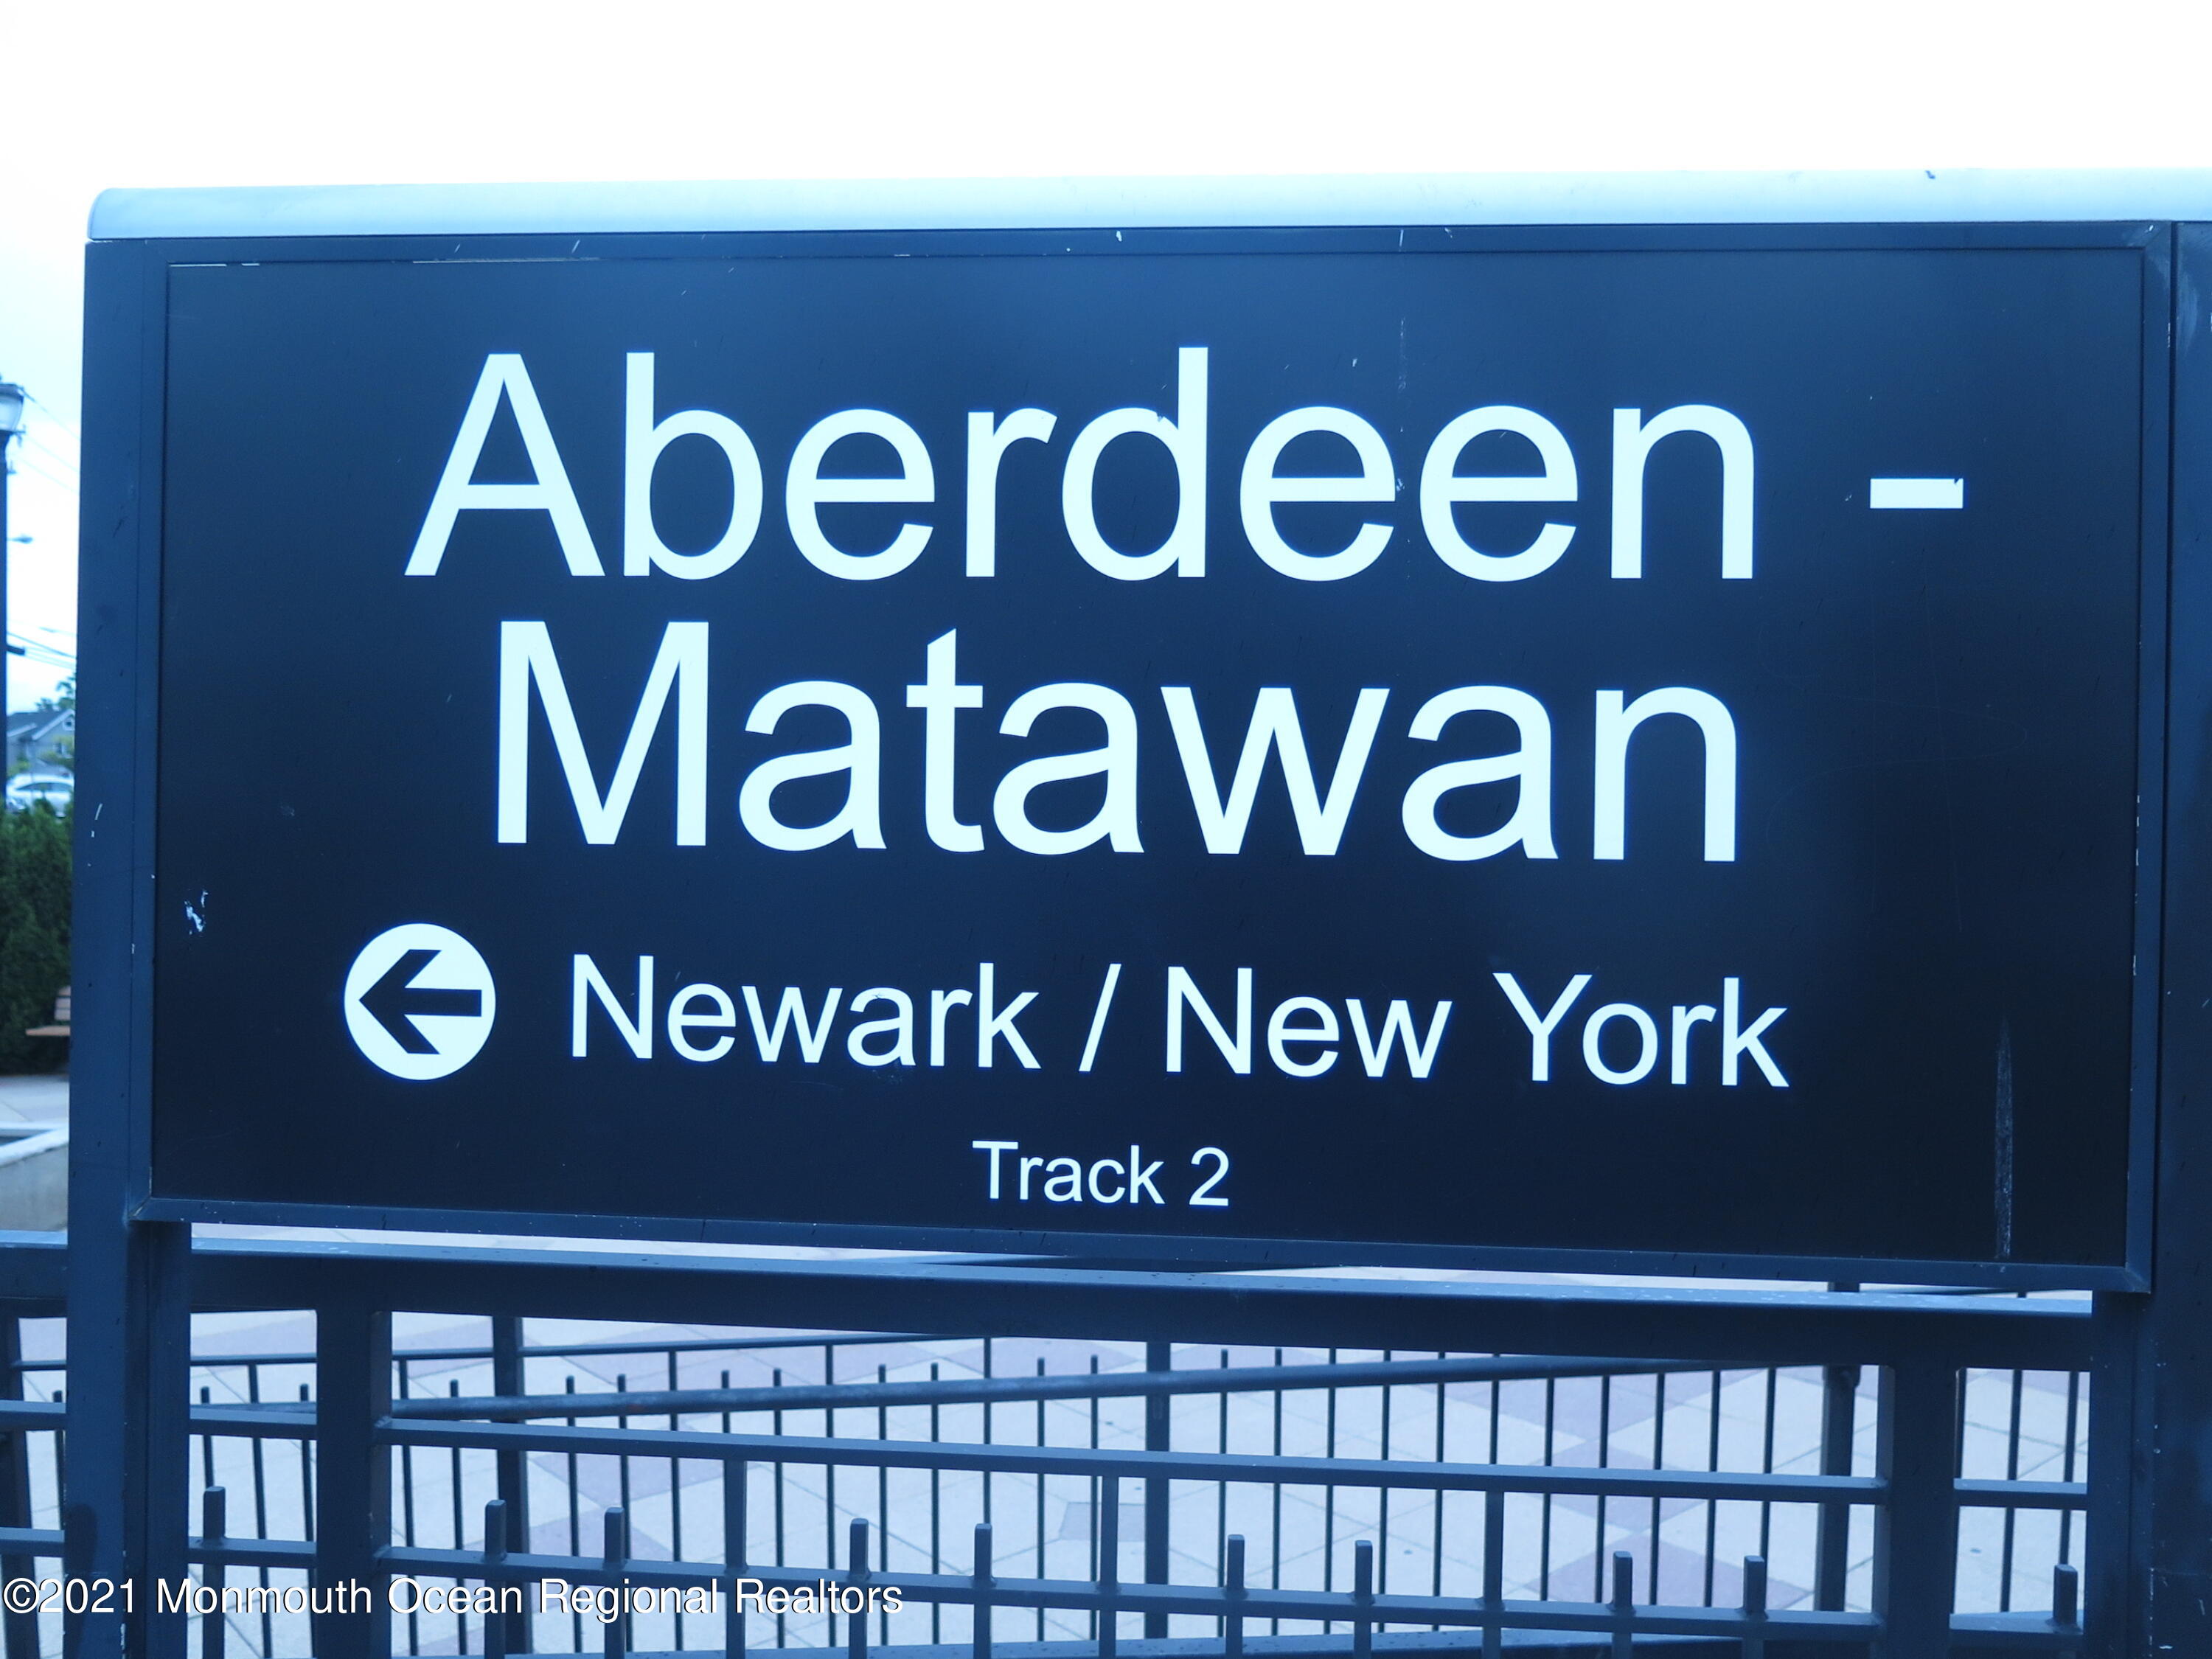 Aberdeen -
Matawan
Newark / New York
Track 2
©2021 Monmouth Ocean Regional Realtors